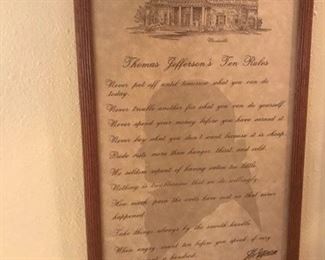 Monticello
Thomas Jefferson's Ten Rules
Never put off until tomorrow what you can do
today.
Never trouble another for what you can do yourself.
Never spend your money before you have earned it.
Never buy what you don't want because it is cheap.
Pride costs more than hunger, thirst and cold.
We seldom repent of having eaten too little.
Nothing is troublesome that we do willingly.
How much pain the evils have cost us that never
happened.
Take things always by the smooth handle.
When angry, count ten before you speak, if very
a hundred.